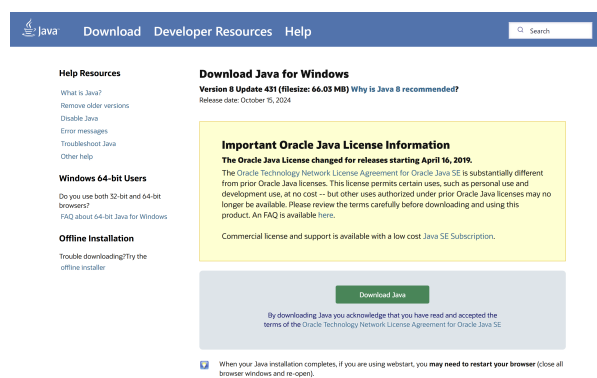 Java
Download Developer Resources Help
Search
Help Resources
What is Java?
Remove older versions
Disable Java
Error messages
Troubleshoot Java
Other help
Windows 64-bit Users
Do you use both 32-bit and 64-bit
browsers?
FAQ about 64-bit Java for Windows
Offline Installation
Trouble downloading?Try the
offline installer
Download Java for Windows
Version 8 Update 431 (filesize: 66.03 MB) Why is Java 8 recommended?
Release date: October 15, 2024
Important Oracle Java License Information
The Oracle Java License changed for releases starting April 16, 2019.
The Oracle Technology Network License Agreement for Oracle Java SE is substantially different
from prior Oracle Java licenses. This license permits certain uses, such as personal use and
development use, at no cost -- but other uses authorized under prior Oracle Java licenses may no
longer be available. Please review the terms carefully before downloading and using this
product. An FAQ is available here.
Commercial license and support is available with a low cost Java SE Subscription.
Download Java
By downloading Java you acknowledge that you have read and accepted the
terms of the Oracle Technology Network License Agreement for Oracle Java SE
When your Java installation completes, if you are using webstart, you may need to restart your browser (close all
browser windows and re-open).